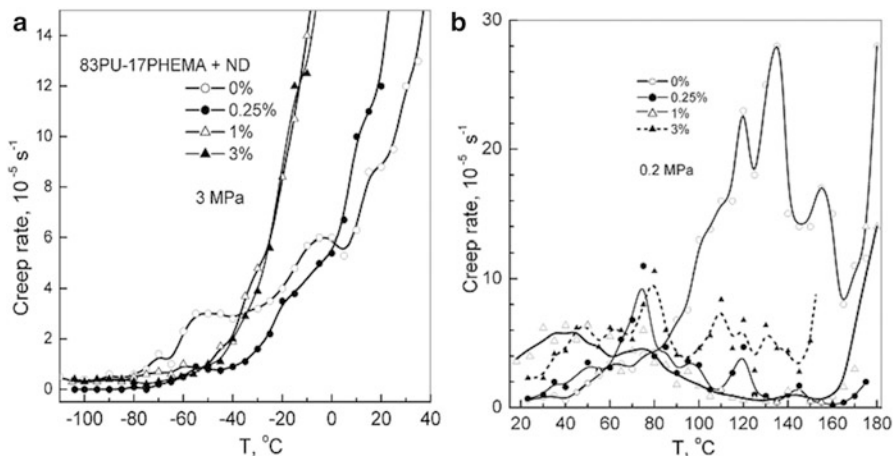 a
83PU-17PHEMA + ND
0%
0.25%
1%
3%
3 MPa
Creep rate, 10⁻⁵ s⁻¹
14
12
10
8
6
4
2
0
-100 -80 -60 -40 -20 0 20 40
T, °C
b
0%
0.25%
1%
3%
0.2 MPa
Creep rate, 10⁻⁵ s⁻¹
30
20
10
0
20 40 60 80 100 120 140 160 180
T, °C